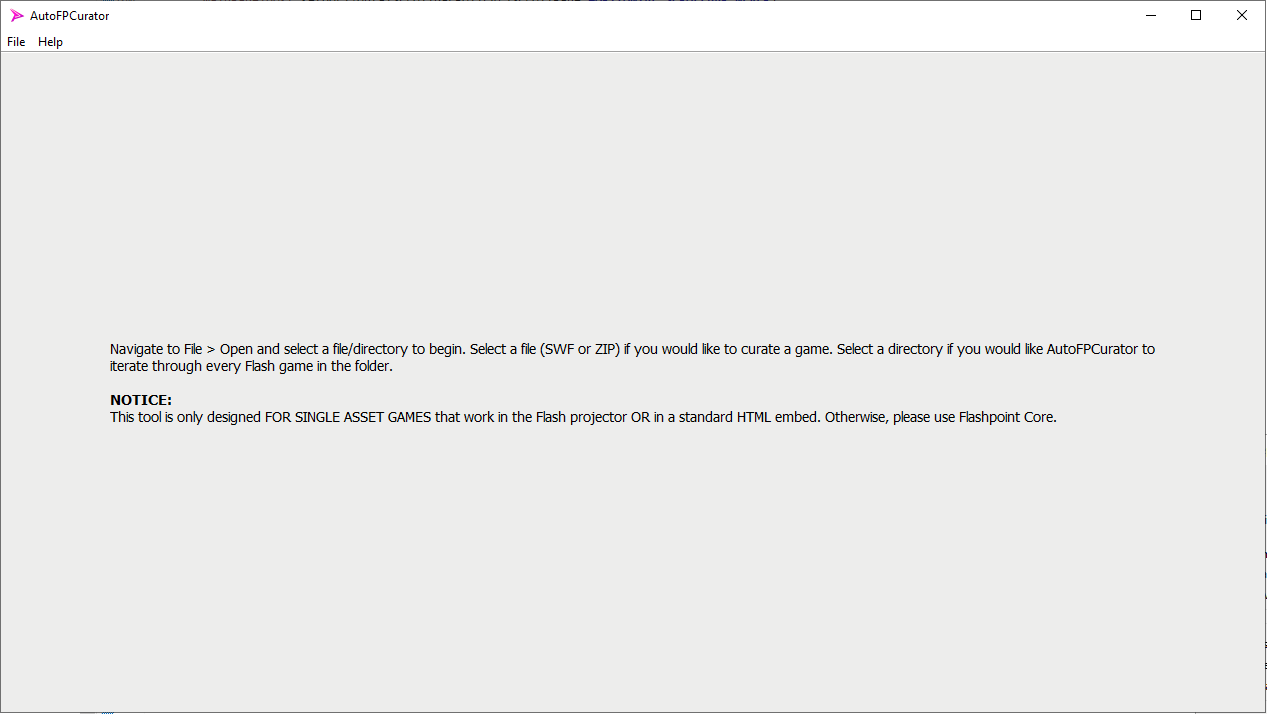 AutoFPCurator
File Help
Navigate to File > Open and select a file/directory to begin. Select a file (SWF or ZIP) if you would like to curate a game. Select a directory if you would like AutoFPCurator to
iterate through every Flash game in the folder.
NOTICE:
This tool is only designed FOR SINGLE ASSET GAMES that work in the Flash projector OR in a standard HTML embed. Otherwise, please use Flashpoint Core.